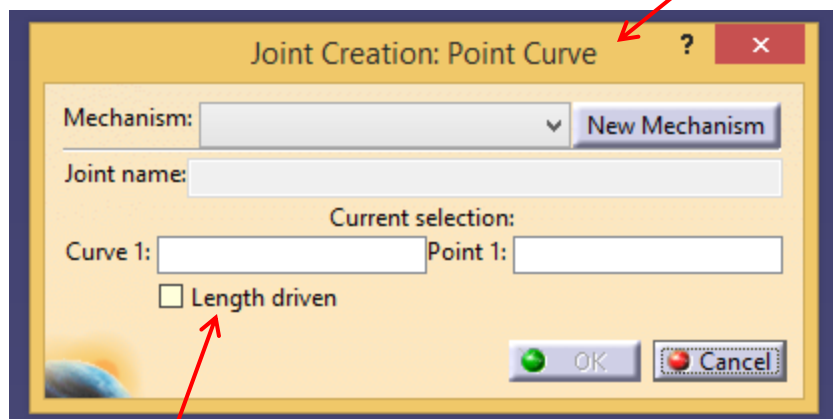 Joint Creation: Point Curve ? ×
Mechanism: New Mechanism
Joint name:
Current selection:
Curve 1: Point 1:
Length driven
OK Cancel